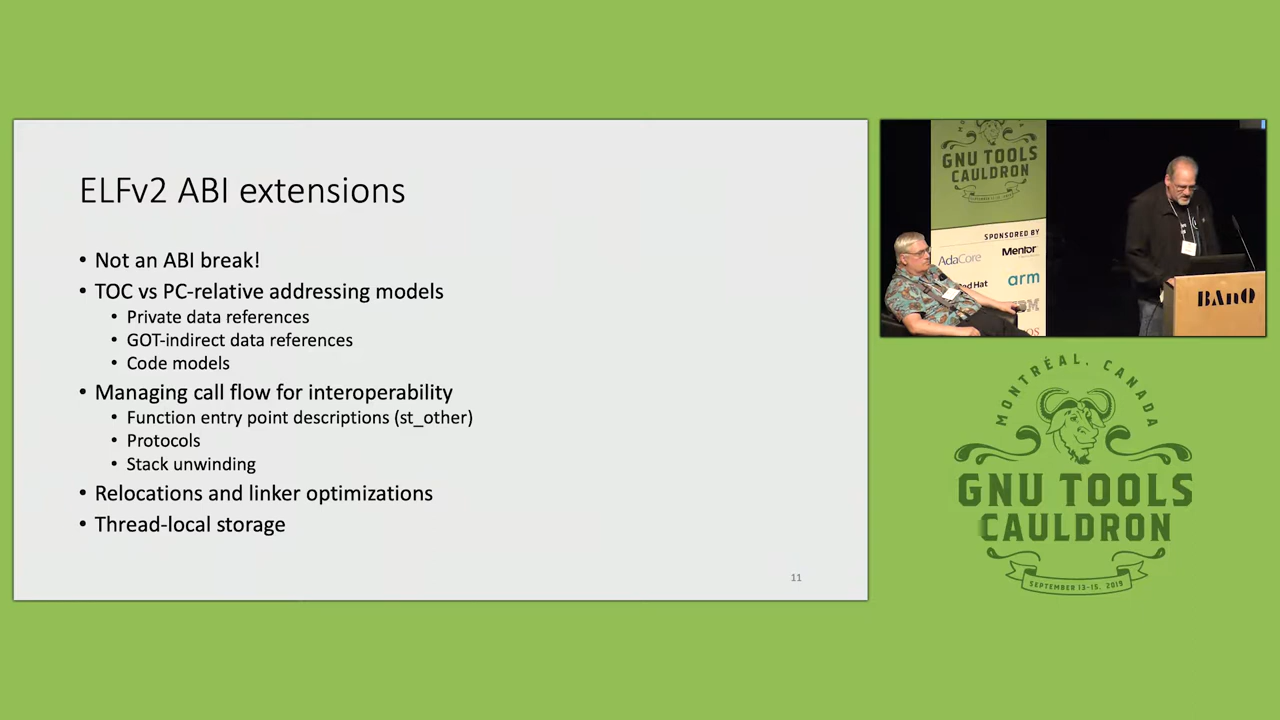 ELFv2 ABI extensions
• Not an ABI break!
• TOC vs PC-relative addressing models
• Private data references
• GOT-indirect data references
• Code models
• Managing call flow for interoperability
• Function entry point descriptions (st_other)
• Protocols
• Stack unwinding
• Relocations and linker optimizations
• Thread-local storage
11
GNU TOOLS
CAULDRON
SPONSORED BY
AdaCore
Mentor
Red Hat
arm
IBM
BAnQ
MONTRÉAL, CANADA
GNU TOOLS
CAULDRON
SEPTEMBER 13-15, 2019